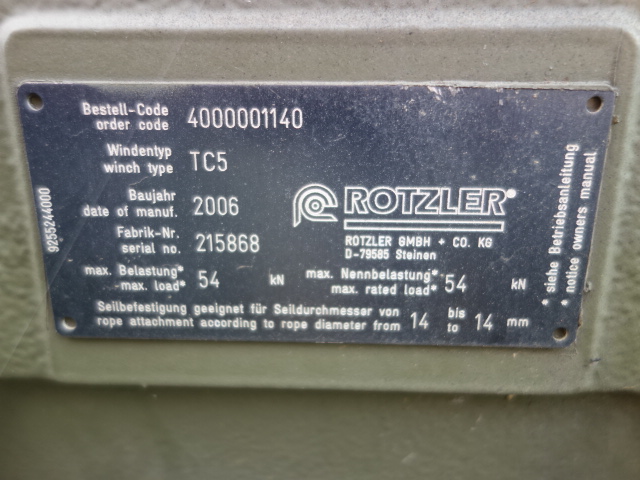 Bestell-Code
order code 4000001140
Windentyp
winch type TC5
Baujahr
date of manuf. 2006
Fabrik-Nr.
serial no. 215868
ROTZLER®
ROTZLER GMBH + CO. KG
D-79585 Steinen
max. Belastung*
max. load* 54 kN
max. Nennbelastung*
max. rated load* 54 kN
Seilbefestigung geeignet für Seildurchmesser von 14 bis 14 mm
rope attachment according to rope diameter from to
9255244000
* siehe Betriebsanleitung
* notice owners manual